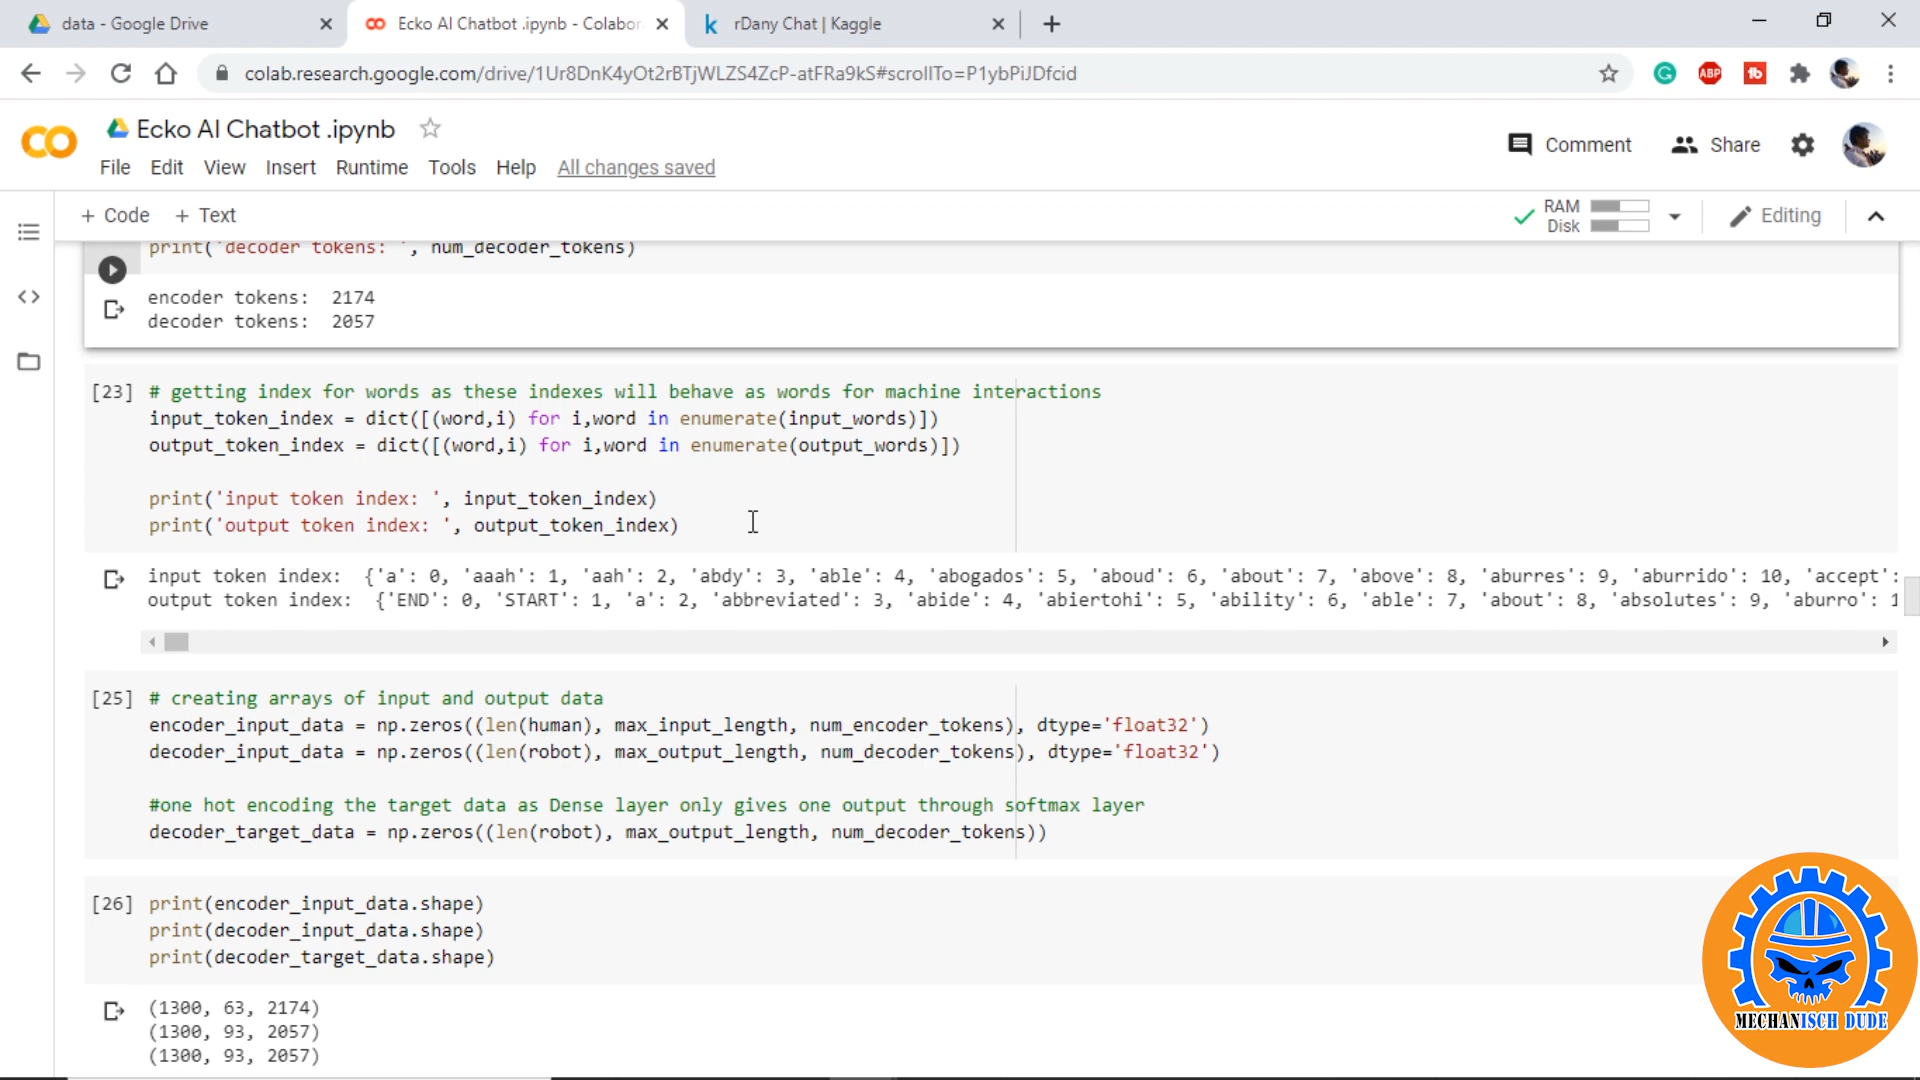 data - Google Drive
Ecko AI Chatbot .ipynb - Colabor
rDany Chat | Kaggle
colab.research.google.com/drive/1Ur8DnK4yOt2rBTjWLZS4ZcP-atFRa9kS#scrollTo=P1ybPiJDfcid
ABP
Ecko AI Chatbot .ipynb
Comment
Share
File Edit View Insert Runtime Tools Help All changes saved
+ Code + Text
RAM
Disk
Editing
print('decoder tokens: ', num_decoder_tokens)
encoder tokens:  2174
decoder tokens:  2057
[23] # getting index for words as these indexes will behave as words for machine interactions
input_token_index = dict([(word,i) for i,word in enumerate(input_words)])
output_token_index = dict([(word,i) for i,word in enumerate(output_words)])
print('input token index: ', input_token_index)
print('output token index: ', output_token_index)
input token index:  {'a': 0, 'aaah': 1, 'aah': 2, 'abdy': 3, 'able': 4, 'abogados': 5, 'aboud': 6, 'about': 7, 'above': 8, 'aburres': 9, 'aburrido': 10, 'accept':
output token index:  {'END': 0, 'START': 1, 'a': 2, 'abbreviated': 3, 'abide': 4, 'abiertohi': 5, 'ability': 6, 'able': 7, 'about': 8, 'absolutes': 9, 'aburro': 1
[25] # creating arrays of input and output data
encoder_input_data = np.zeros((len(human), max_input_length, num_encoder_tokens), dtype='float32')
decoder_input_data = np.zeros((len(robot), max_output_length, num_decoder_tokens), dtype='float32')
#one hot encoding the target data as Dense layer only gives one output through softmax layer
decoder_target_data = np.zeros((len(robot), max_output_length, num_decoder_tokens))
[26] print(encoder_input_data.shape)
print(decoder_input_data.shape)
print(decoder_target_data.shape)
(1300, 63, 2174)
(1300, 93, 2057)
(1300, 93, 2057)
MECHANISCH DUDE